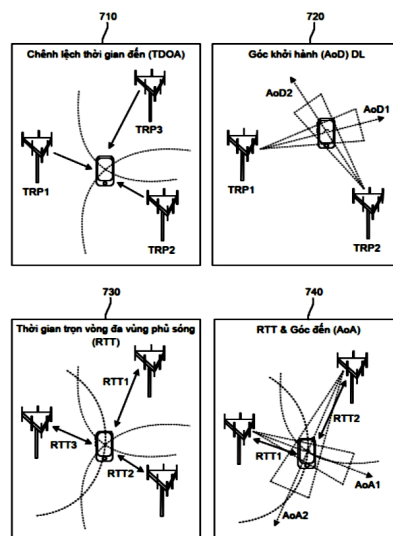 710
Chênh lệch thời gian đến (TDOA)
TRP3
TRP1
TRP2
720
Góc khởi hành (AoD) DL
AoD2
AoD1
TRP1
TRP2
730
Thời gian trọn vòng đa vùng phủ sóng
(RTT)
RTT1
RTT3
RTT2
740
RTT & Góc đến (AoA)
RTT2
RTT1
AoA1
AoA2